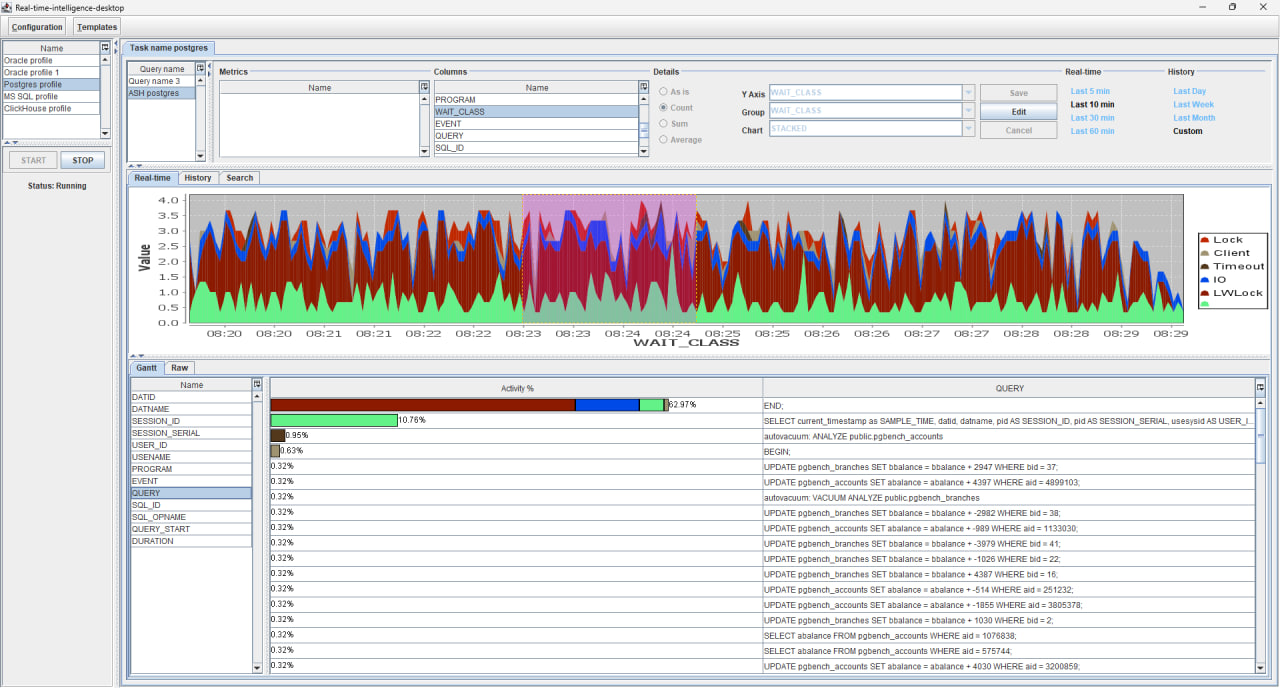 Real-time-intelligence-desktop
Configuration Templates
Name
Oracle profile
Oracle profile 1
Postgres profile
MS SQL profile
ClickHouse profile
START STOP
Status: Running
Task name postgres
Query name
Query name 3
ASH postgres
Metrics
Name
Columns
Name
PROGRAM
WAIT_CLASS
EVENT
QUERY
SQL_ID
Details
As is
Count
Sum
Average
Y Axis WAIT_CLASS
Group WAIT_CLASS
Chart STACKED
Save
Edit
Cancel
Real-time
Last 5 min
Last 10 min
Last 30 min
Last 60 min
History
Last Day
Last Week
Last Month
Custom
Real-time History Search
Value
4.0
3.5
3.0
2.5
2.0
1.5
1.0
0.5
0.0
08:20 08:20 08:21 08:21 08:22 08:22 08:23 08:23 08:24 08:24 08:25 08:25 08:26 08:26 08:27 08:27 08:28 08:28 08:29 08:29
WAIT_CLASS
Lock
Client
Timeout
IO
LWLock
Gantt Raw
Name
DATID
DATNAME
SESSION_ID
SESSION_SERIAL
USER_ID
USENAME
PROGRAM
EVENT
QUERY
SQL_ID
SQL_OPNAME
QUERY_START
DURATION
Activity % QUERY
62.97% END;
10.76% SELECT current_timestamp as SAMPLE_TIME, datid, datname, pid AS SESSION_ID, pid AS SESSION_SERIAL, usesysid AS USER_I...
0.95% autovacuum: ANALYZE public.pgbench_accounts
0.63% BEGIN;
0.32% UPDATE pgbench_branches SET bbalance = bbalance + 2947 WHERE bid = 37;
0.32% UPDATE pgbench_accounts SET abalance = abalance + 4397 WHERE aid = 4899103;
0.32% autovacuum: VACUUM ANALYZE public.pgbench_branches
0.32% UPDATE pgbench_branches SET bbalance = bbalance + -2982 WHERE bid = 38;
0.32% UPDATE pgbench_accounts SET abalance = abalance + -989 WHERE aid = 1133030;
0.32% UPDATE pgbench_branches SET bbalance = bbalance + -3979 WHERE bid = 41;
0.32% UPDATE pgbench_branches SET bbalance = bbalance + -1026 WHERE bid = 22;
0.32% UPDATE pgbench_branches SET bbalance = bbalance + 4387 WHERE bid = 16;
0.32% UPDATE pgbench_accounts SET abalance = abalance + -514 WHERE aid = 251232;
0.32% UPDATE pgbench_accounts SET abalance = abalance + -1855 WHERE aid = 3805378;
0.32% UPDATE pgbench_branches SET bbalance = bbalance + 1030 WHERE bid = 2;
0.32% SELECT abalance FROM pgbench_accounts WHERE aid = 1076838;
0.32% SELECT abalance FROM pgbench_accounts WHERE aid = 575744;
0.32% UPDATE pgbench_accounts SET abalance = abalance + 4030 WHERE aid = 3200859;